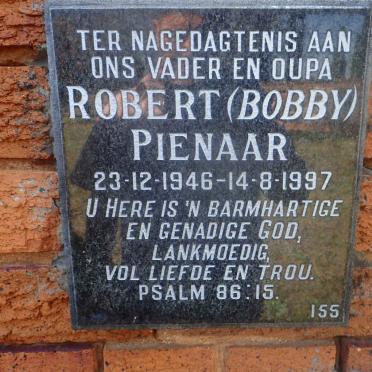 TER NAGEDAGTENIS AAN
ONS VADER EN OUPA
ROBERT (BOBBY)
PIENAAR
23-12-1946-14-8-1997
U HERE IS 'N BARMHARTIGE
EN GENADIGE GOD,
LANKMOEDIG,
VOL LIEFDE EN TROU.
PSALM 86:15.
155